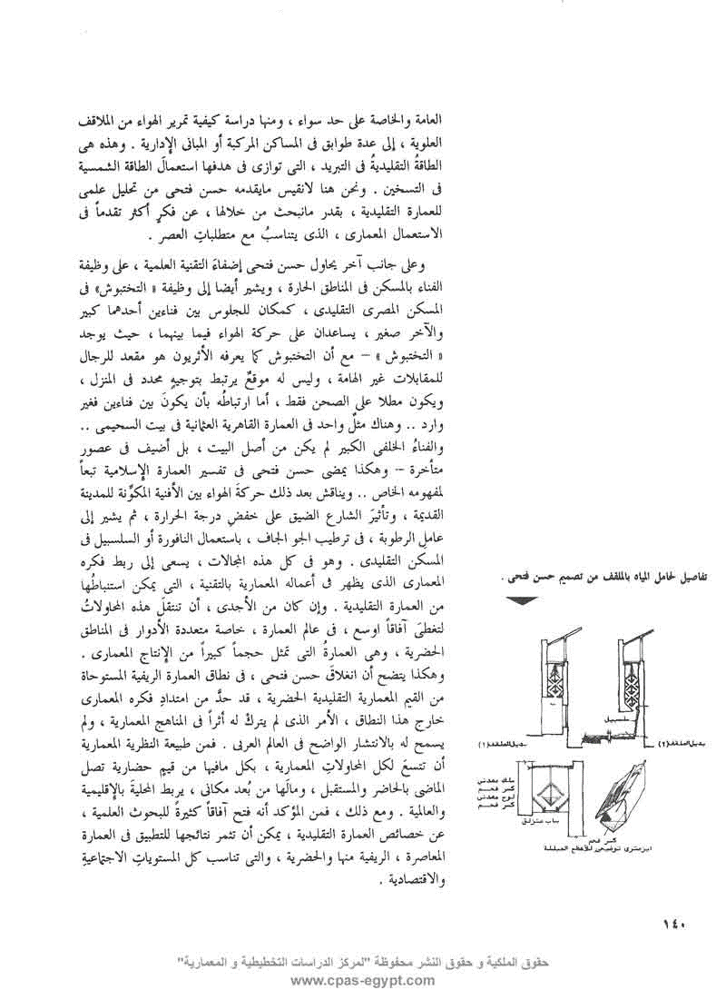 العامة والخاصة على حد سواء ، ومنها دراسة كيفية تمرير الهواء من الملاقف
العلوية ، إلى عدة طوابق فى المساكن المركبة أو المبانى الإدارية . وهذه هى
الطاقةُ التقليديةُ فى التبريد ، التى توازى فى هدفها استعمالَ الطاقة الشمسية
فى التسخين . ونحن هنا لانقيس مايقدمه حسن فتحى من تحليل علمى
للعمارة التقليدية ، بقدر مانبحث من خلالها ، عن فكرٍ أكثر تقدماً فى
الاستعمال المعمارى ، الذى يتناسبُ مع متطلباتِ العصر .
وعلى جانب آخر يحاول حسن فتحى إضفاءَ التقنية العلمية ، على وظيفة
الفناء بالمسكن فى المناطق الحارة ، ويشير أيضا إلى وظيفة « التختبوش» فى
المسكن المصرى التقليدى ، كمكان للجلوس بين فناءين أحدهما كبير
والآخر صغير ، يساعدان على حركة الهواء فيما بينهما ، حيث يوجد
« التختبوش » – مع أن التختبوش كما يعرفه الأثريون هو مقعد للرجال
للمقابلات غير الهامة ، وليس له موقعٌ يرتبط بتوجيهٍ محدد فى المنزل ،
ويكون مطلا على الصحن فقط ، أما ارتباطُه بأن يكونَ بين فناءين فغير
وارد .. وهناك مثلٌ واحد فى العمارة القاهرية العثمانية فى بيت السحيمى ..
والفناءُ الخلفى الكبير لم يكن من أصل البيت ، بل أضيف فى عصور
متأخرة – وهكذا يمضى حسن فتحى فى تفسير العمارة الإسلامية تبعاً
لمفهومه الخاص .. ويناقش بعد ذلك حركةَ الهواء بين الأفنية المكوِّنة للمدينة
القديمة ، وتأثيرَ الشارع الضيق على خفضِ درجة الحرارة ، ثم يشير إلى
عاملِ الرطوبة ، فى ترطيب الجو الجاف ، باستعمال النافورة أو السلسبيل فى
المسكن التقليدى . وهو فى كل هذه المجالات ، يسعى إلى ربط فكره
المعمارى الذى يظهر فى أعماله المعمارية بالتقنية ، التى يمكن استنباطُها
من العمارة التقليدية . وإن كان من الأجدى ، أن تنتقلَ هذه المحاولاتُ
لتغطىَ آفاقاً اوسع ، فى عالم العمارة ، خاصة متعددة الأدوار فى المناطق
الحضرية ، وهى العمارةُ التى تمثل حجماً كبيراً من الإنتاج المعمارى .
وهكذا يتضح أن انغلاقَ حسن فتحى ، فى نطاق العمارة الريفية المستوحاة
من القيم المعمارية التقليدية الحضرية ، قد حدَّ من امتدادِ فكره المعمارى
خارج هذا النطاق ، الأمر الذى لم يتركْ له أثراً فى المناهج المعمارية ، ولم
يسمح له بالانتشار الواضح فى العالم العربى . فمن طبيعة النظرية المعمارية
أن تتسعَ لكل المحاولاتِ المعمارية ، بكل مافيها من قيمٍ حضارية تصل
الماضى بالحاضر والمستقبل ، ومالَها من بُعد مكانى ، يربط المحليةَ بالإقليمية
والعالمية . ومع ذلك ، فمن المؤكد أنه فتح آفاقاً كثيرةً للبحوث العلمية ،
عن خصائص العمارة التقليدية ، يمكن أن تثمر نتائجها للتطبيق فى العمارة
المعاصرة ، الريفية منها والحضرية ، والتى تناسب كل المستوياتِ الاجتماعيةِ
والاقتصادية .
تفاصيل لحامل المياه بالملقف من تصميم حسن فتحى .
سلسبيل
بديل الملقف (١)
بديل الملقف (٢)
سلك معدنى
كسر فحم
لوح معدنى
كسر فحم
باب منزلق
كسر فحم
ايزمترى توضيحى للأسطح المبللة
١٤٠
حقوق الملكية و حقوق النشر محفوظة "لمركز الدراسات التخطيطية و المعمارية"
www.cpas-egypt.com